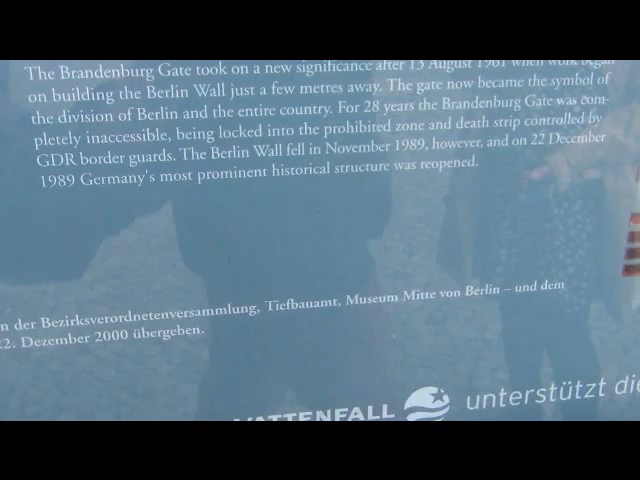 The Brandenburg Gate took on a new significance after 13 August 1961 when work began
on building the Berlin Wall just a few metres away. The gate now became the symbol of
the division of Berlin and the entire country. For 28 years the Brandenburg Gate was com-
pletely inaccessible, being locked into the prohibited zone and death strip controlled by
GDR border guards. The Berlin Wall fell in November 1989, however, and on 22 December
1989 Germany's most prominent historical structure was reopened.
n der Bezirksverordnetenversammlung, Tiefbauamt, Museum Mitte von Berlin – und dem
22. Dezember 2000 übergeben.
VATTENFALL unterstützt die